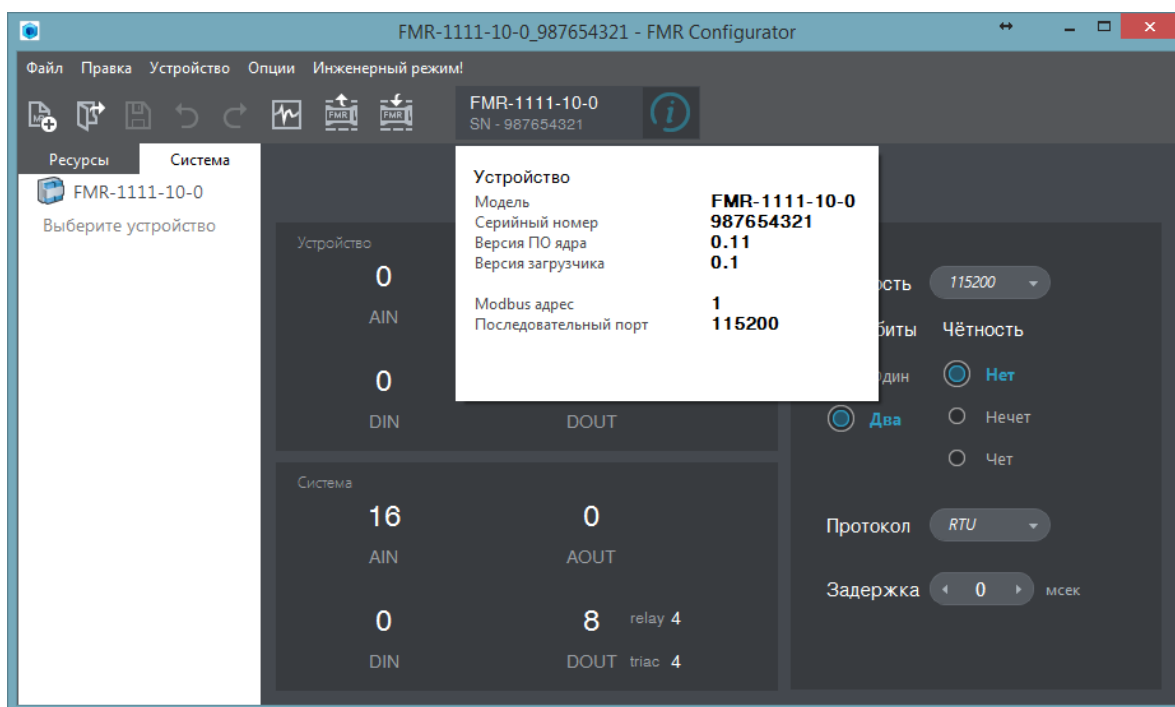 FMR-1111-10-0_987654321 - FMR Configurator
Файл Правка Устройство Опции Инженерный режим!
FMR-1111-10-0
SN - 987654321
Ресурсы Система
FMR-1111-10-0
Выберите устройство
Устройство
Модель FMR-1111-10-0
Серийный номер 987654321
Версия ПО ядра 0.11
Версия загрузчика 0.1
Modbus адрес 1
Последовательный порт 115200
Устройство
0
AIN
0
DIN DOUT
Система
16 0
AIN AOUT
0 8 relay 4
DIN DOUT triac 4
115200
Чётность
Нет
Два Нечет
Чет
Протокол RTU
Задержка 0 мсек